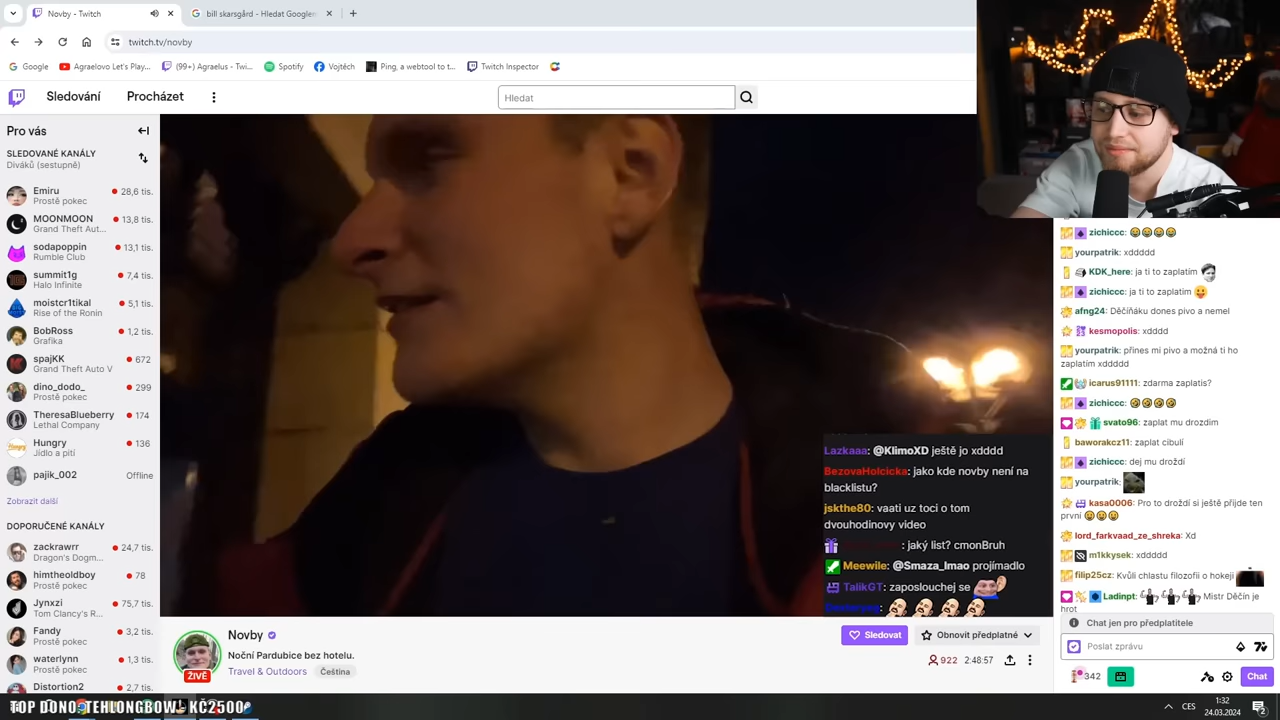 Novby - Twitch
bill skarsgård - Hledat Google
twitch.tv/novby
Google
Agraelovo Let's Play...
(99+) Agraelus - Twi...
Spotify
Vojtěch
Ping, a webtool to t...
Twitch Inspector
Sledování
Procházet
Hledat
Pro vás
SLEDOVANÉ KANÁLY
Diváků (sestupně)
Emiru
28,6 tis.
Prostě pokec
MOONMOON
13,8 tis.
Grand Theft Aut...
sodapoppin
13,1 tis.
Rumble Club
summit1g
7,4 tis.
Halo Infinite
moistcr1tikal
5,1 tis.
Rise of the Ronin
BobRoss
1,2 tis.
Grafika
spajKK
672
Grand Theft Auto V
dino_dodo_
299
Prostě pokec
TheresaBlueberry
174
Lethal Company
Hungry
136
Jídlo a pití
pajik_002
Offline
Zobrazit další
DOPORUČENÉ KANÁLY
zackrawrr
24,7 tis.
Dragon's Dogm...
himtheoldboy
78
Prostě pokec
Jynxzi
75,7 tis.
Tom Clancy's R...
Fandy
3,2 tis.
Prostě pokec
waterlynn
1,3 tis.
Prostě pokec
Distortion2
2,7 tis.
Lazkaaa: @KlimoXD ještě jo xdddd
BezovaHolcicka: jako kde novby není na
blacklistu?
jskthe80: vaati uz toci o tom
dvouhodinovy video
: jaký list? cmonBruh
Meewile: @Smaza_lmao projímadlo
TalikGT: zaposlouchej se
Novby
Noční Pardubice bez hotelu.
Travel & Outdoors
Čeština
ŽIVĚ
Sledovat
Obnovit předplatné
922
2:48:57
zichiccc:
yourpatrik: xddddd
KDK_here: ja ti to zaplatím
zichiccc: ja ti to zaplatim
afng24: Děčíňáku dones pivo a nemel
kesmopolis: xdddd
yourpatrik: přines mi pivo a možná ti ho
zaplatím xddddd
icarus91111: zdarma zaplatis?
zichiccc:
svato96: zaplat mu drozdim
baworakcz11: zaplat cibulí
zichiccc: dej mu droždí
yourpatrik:
kasa0006: Pro to droždí si ještě přijde ten
první
lord_farkvaad_ze_shreka: Xd
m1kkysek: xddddd
filip25cz: Kvůli chlastu filozofii o hokeji
Ladinpt: Mistr Děčín je
hrot
Chat jen pro předplatitele
Poslat zprávu
342
Chat
TOP DONO: TEHLONGBOWJ KČ2500
CES
1:32
24.03.2024
2